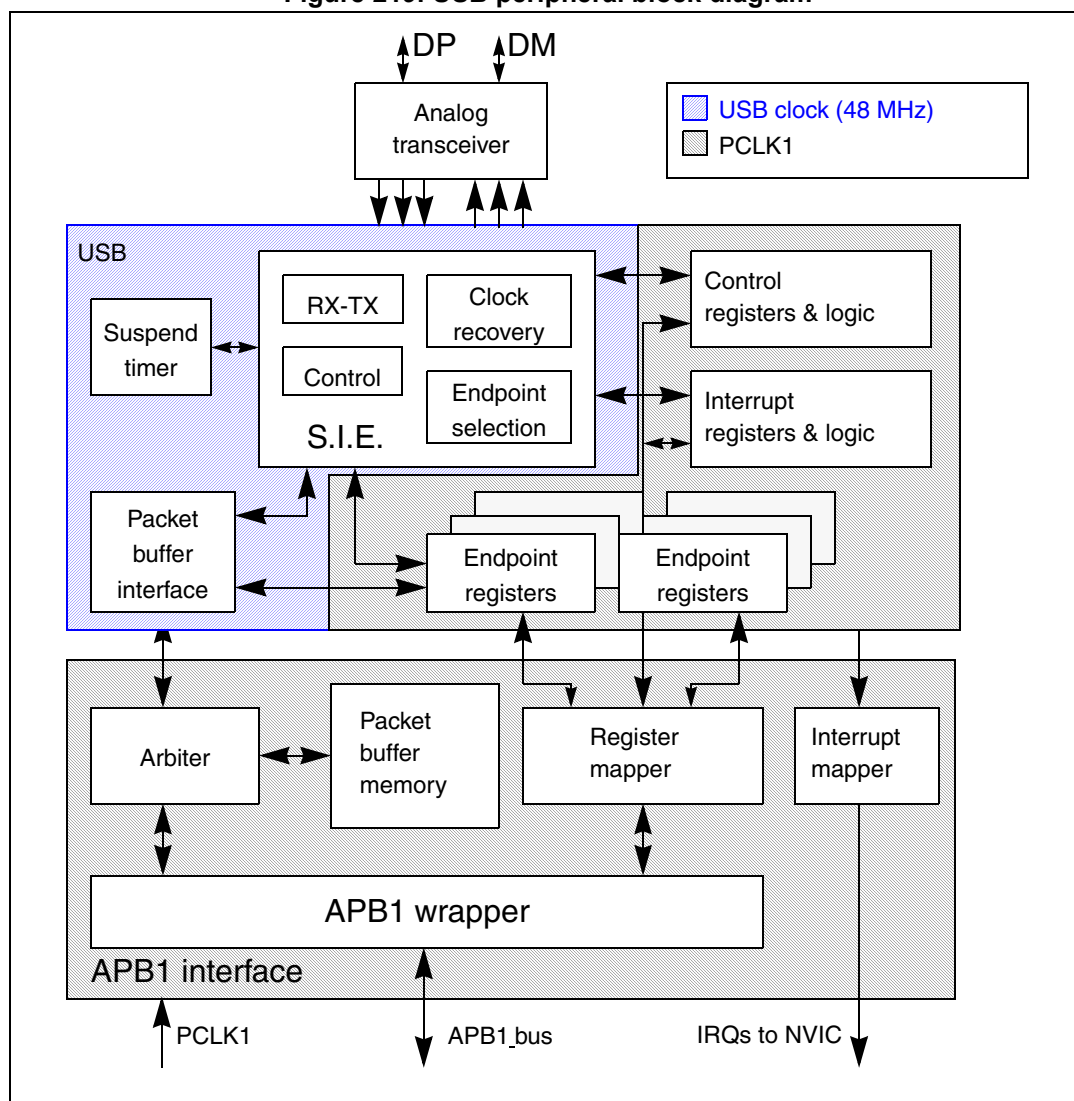 DP DM
Analog
transceiver
USB clock (48 MHz)
PCLK1
USB
Suspend
timer
RX-TX
Control
Clock
recovery
Endpoint
selection
S.I.E.
Control
registers & logic
Interrupt
registers & logic
Packet
buffer
interface
Endpoint
registers
Endpoint
registers
Arbiter
Packet
buffer
memory
Register
mapper
Interrupt
mapper
APB1 wrapper
APB1 interface
PCLK1
APB1_bus
IRQs to NVIC